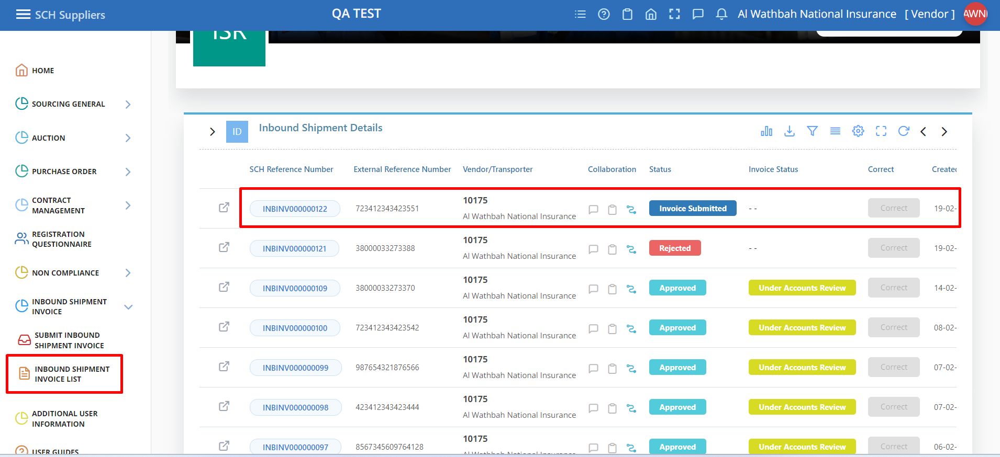 SCH Suppliers
QA TEST
Al Wathbah National Insurance [ Vendor ]
AWN
ISR
HOME
SOURCING GENERAL
AUCTION
PURCHASE ORDER
CONTRACT
MANAGEMENT
REGISTRATION
QUESTIONNAIRE
NON COMPLIANCE
INBOUND SHIPMENT
INVOICE
SUBMIT INBOUND
SHIPMENT INVOICE
INBOUND SHIPMENT
INVOICE LIST
ADDITIONAL USER
INFORMATION
USER GUIDES
ID
Inbound Shipment Details
SCH Reference Number External Reference Number Vendor/Transporter Collaboration Status Invoice Status Correct Created
INBINV000000122 723412343423551 10175 Invoice Submitted - - Correct 19-02-
Al Wathbah National Insurance
INBINV000000121 38000033273388 10175 Rejected - - Correct 19-02-
Al Wathbah National Insurance
INBINV000000109 38000033273370 10175 Approved Under Accounts Review Correct 14-02-
Al Wathbah National Insurance
INBINV000000100 723412343423542 10175 Approved Under Accounts Review Correct 08-02-
Al Wathbah National Insurance
INBINV000000099 987654321876566 10175 Approved Under Accounts Review Correct 07-02-
Al Wathbah National Insurance
INBINV000000098 423412343423444 10175 Approved Under Accounts Review Correct 07-02-
Al Wathbah National Insurance
INBINV000000097 8567345609764128 10175 Approved Under Accounts Review Correct 06-02-
Al Wathbah National Insurance